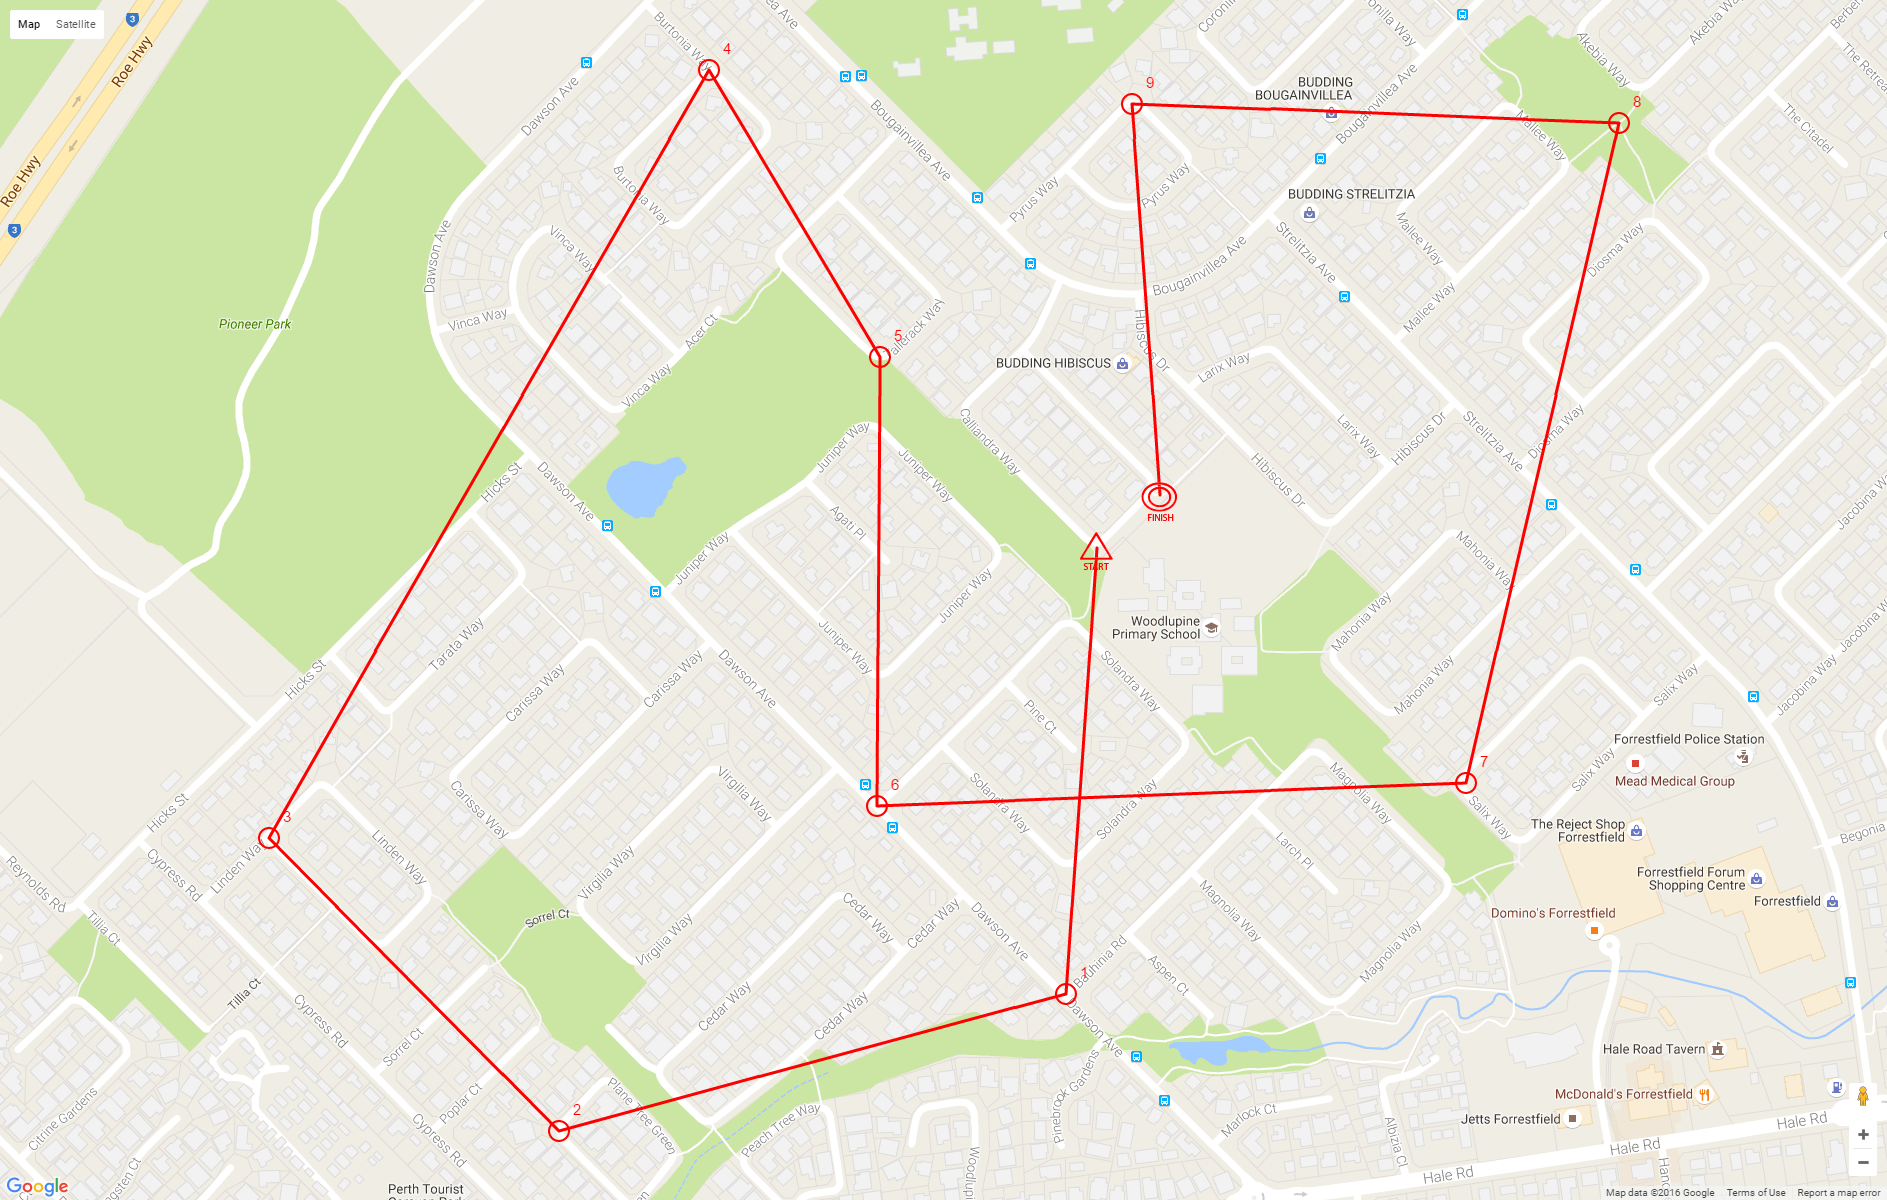 Map Satellite
3
Roe Hwy
Roe Hwy
3
Burtonia Way
4
Dawson Ave
Bougainvillea Ave
9
BUDDING
BOUGAINVILLEA
Bougainvillea Ave
Akebia Way
Akebia Way
8
The Retreat
The Citadel
Mallee Way
Burtonia Way
Pyrus Way
Pyrus Way
BUDDING STRELITZIA
Vinca Way
Dawson Ave
Mallee Way
Strelitzia Ave
Diosma Way
Bougainvillea Ave
Mallee Way
Pioneer Park
Vinca Way
Acer Ct
5
Hibiscus Dr
BUDDING HIBISCUS
Larix Way
Vinca Way
Calliandra Way
Larix Way
Hibiscus Dr
Strelitzia Ave
Diosma Way
Juniper Way
Juniper Way
Hicks St
Dawson Ave
Hibiscus Dr
Jacobina Way
FINISH
Agati Pl
Juniper Way
START
Mahonia Way
Mahonia Way
Juniper Way
Woodlupine
Primary School
Juniper Way
Tarata Way
Hicks St
Carissa Way
Carissa Way
Dawson Ave
Solandra Way
Mahonia Way
Salix Way
Jacobina Way
Jacobina Way
Pine Ct
Forrestfield Police Station
7
Mead Medical Group
Salix Way
6
Virgilia Way
Solandra Way
Solandra Way
Magnolia Way
Salix Way
Carissa Way
Hicks St
3
The Reject Shop
Forrestfield
Begonia
Linden Way
Linden Way
Cypress Rd
Reynolds Rd
Virgilia Way
Larch Pl
Forrestfield Forum
Shopping Centre
Forrestfield
Domino's Forrestfield
Tillia Ct
Sorrel Ct
Virgilia Way
Cedar Way
Cedar Way
Dawson Ave
Magnolia Way
Magnolia Way
Bauhinia Rd
1
Aspen Ct
Tillia Ct
Cypress Rd
Cedar Way
Cedar Way
Dawson Ave
Sorrel Ct
Hale Road Tavern
McDonald's Forrestfield
Jetts Forrestfield
Poplar Ct
2
Plane Tree Green
Peach Tree Way
Pinebrook Gardens
Marlock Ct
Albizia Ct
Citrine Gardens
Cypress Rd
Hale Rd
Hale Rd
Hale Rd
Perth Tourist
Google
Map data ©2016 Google Terms of Use Report a map error